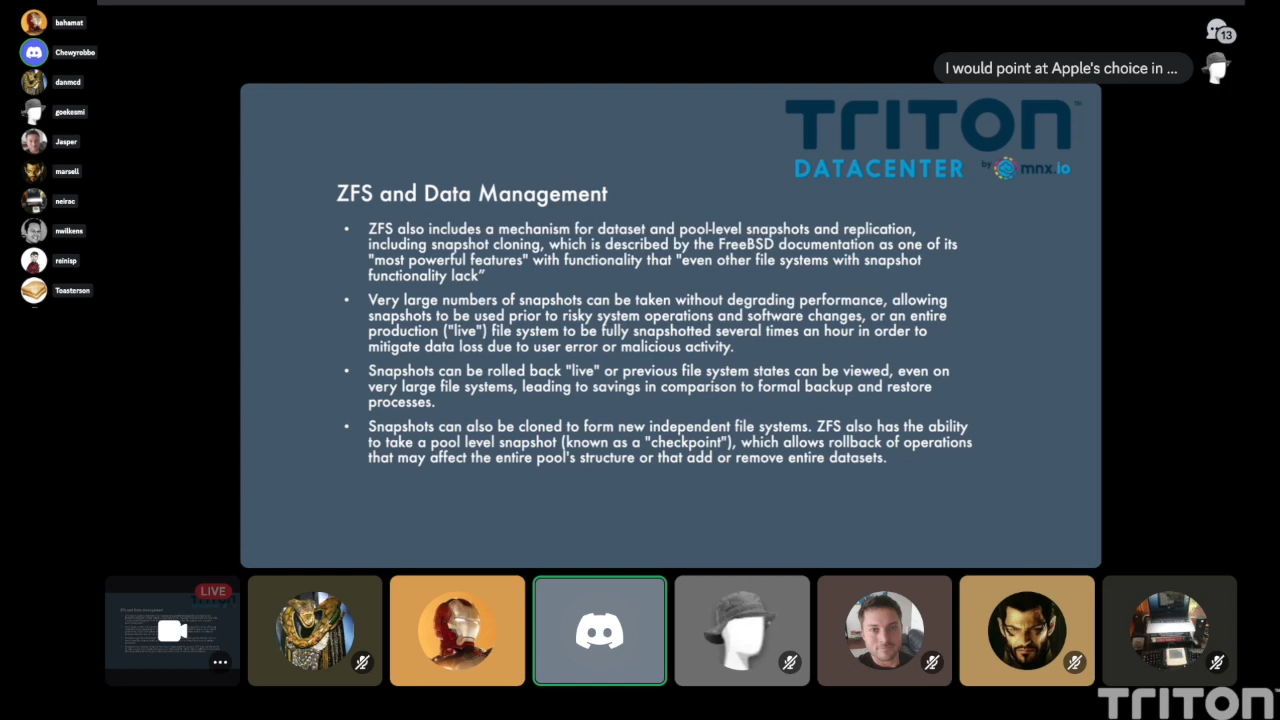 bahamat
Chewyrobbo
danmcd
goekesmi
Jasper
marsell
neirac
nwilkens
reinisp
Toasterson
13
I would point at Apple's choice in ...
TRITON™
DATACENTER by mnx.io
ZFS and Data Management
• ZFS also includes a mechanism for dataset and pool-level snapshots and replication,
including snapshot cloning, which is described by the FreeBSD documentation as one of its
"most powerful features" with functionality that "even other file systems with snapshot
functionality lack”
• Very large numbers of snapshots can be taken without degrading performance, allowing
snapshots to be used prior to risky system operations and software changes, or an entire
production ("live") file system to be fully snapshotted several times an hour in order to
mitigate data loss due to user error or malicious activity.
• Snapshots can be rolled back "live" or previous file system states can be viewed, even on
very large file systems, leading to savings in comparison to formal backup and restore
processes.
• Snapshots can also be cloned to form new independent file systems. ZFS also has the ability
to take a pool level snapshot (known as a "checkpoint"), which allows rollback of operations
that may affect the entire pool's structure or that add or remove entire datasets.
LIVE
TRITON